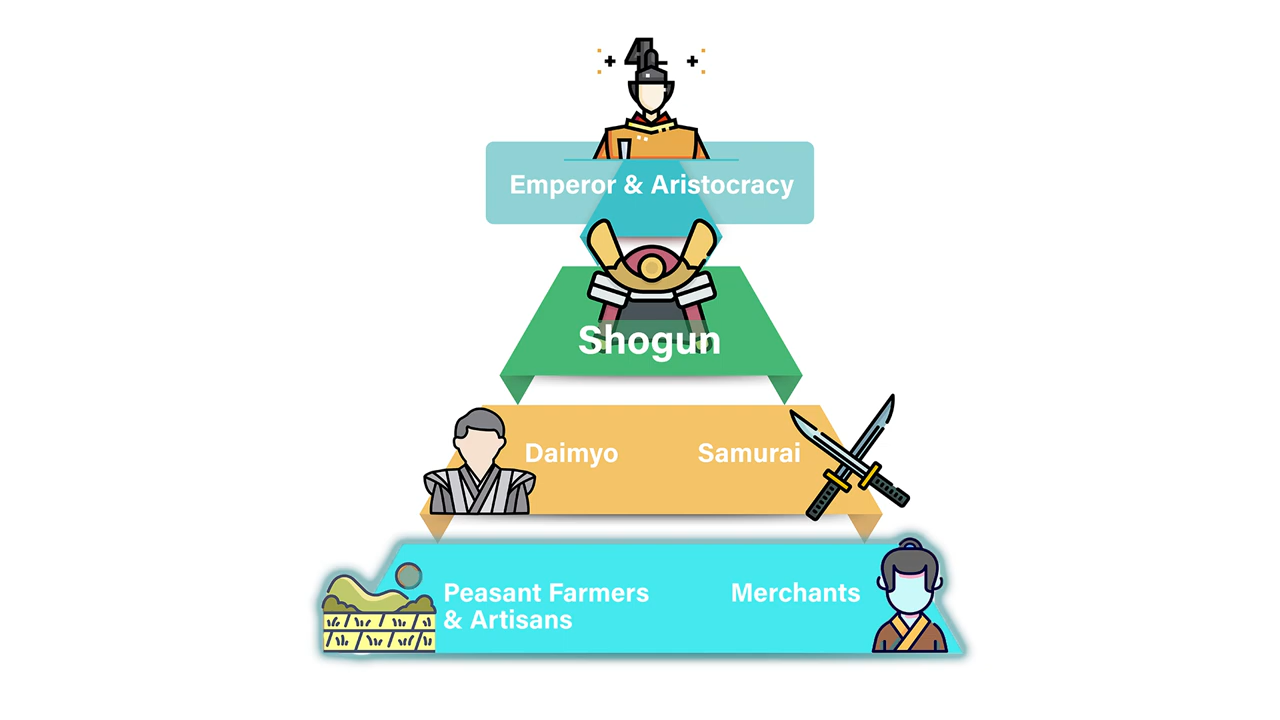 Emperor & Aristocracy
Shogun
Daimyo
Samurai
Peasant Farmers
& Artisans
Merchants